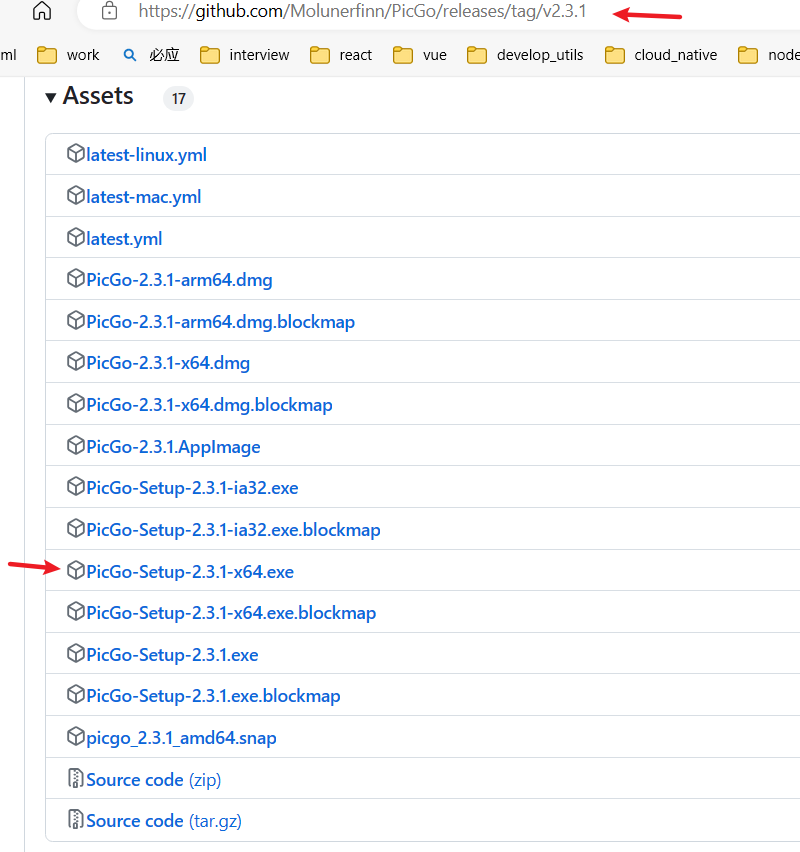 https://github.com/Molunerfinn/PicGo/releases/tag/v2.3.1
ml work 必应 interview react vue develop_utils cloud_native node
Assets 17
latest-linux.yml
latest-mac.yml
latest.yml
PicGo-2.3.1-arm64.dmg
PicGo-2.3.1-arm64.dmg.blockmap
PicGo-2.3.1-x64.dmg
PicGo-2.3.1-x64.dmg.blockmap
PicGo-2.3.1.AppImage
PicGo-Setup-2.3.1-ia32.exe
PicGo-Setup-2.3.1-ia32.exe.blockmap
PicGo-Setup-2.3.1-x64.exe
PicGo-Setup-2.3.1-x64.exe.blockmap
PicGo-Setup-2.3.1.exe
PicGo-Setup-2.3.1.exe.blockmap
picgo_2.3.1_amd64.snap
Source code (zip)
Source code (tar.gz)